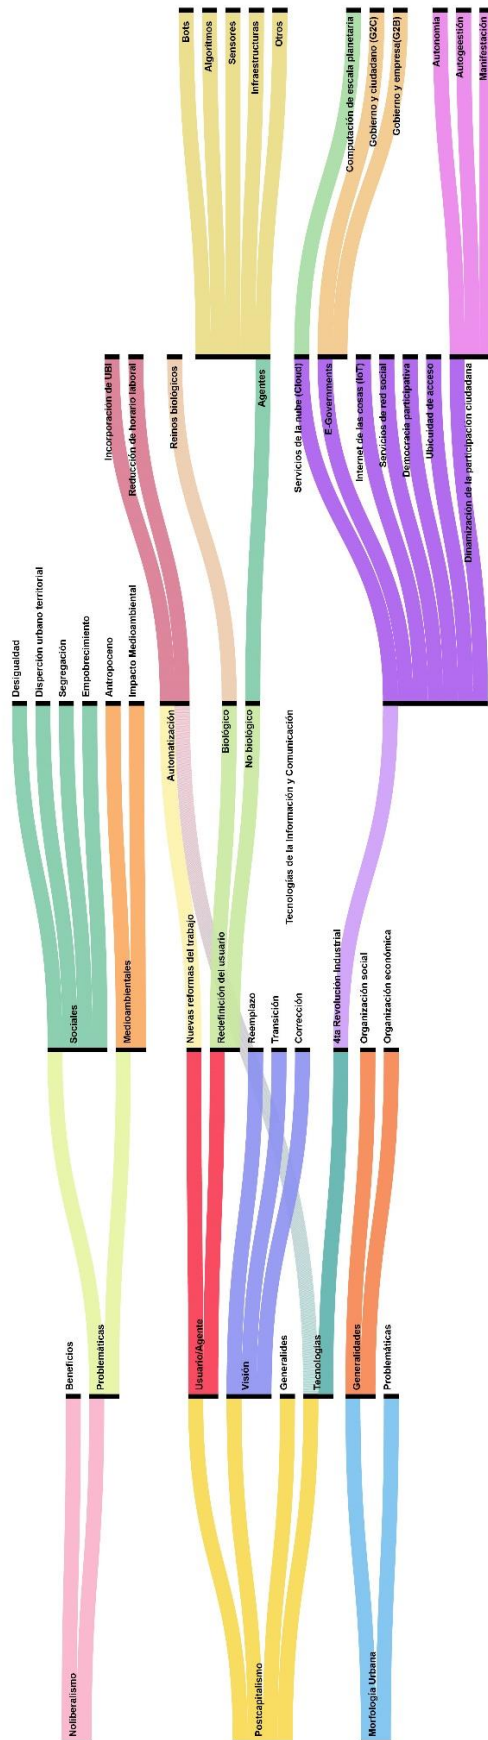 Noliberalismo
Postcapitalismo
Morfología Urbana
Beneficios
Problemáticas
Usuario/Agente
Visión
Generalides
Tecnologías
Generalidades
Problemáticas
Sociales
Medioambientales
Nuevas reformas del trabajo
Redefinición del usuario
Reemplazo
Transición
Corrección
4ta Revolución Industrial
Organización social
Organización económica
Desigualdad
Disperción urbano territorial
Segregación
Empobrecimiento
Antropoceno
Impacto Medioambiental
Automatización
Biológico
No biológico
Tecnologías de la Información y Comunicación
Incorporación de UBI
Reducción de horario laboral
Reinos biológicos
Agentes
Servicios de la nube (Cloud)
E-Governments
Internet de las cosas (IoT)
Servicios de red social
Democracia participativa
Ubicuidad de acceso
Dinamización de la participación ciudadana
Bots
Algoritmos
Sensores
Infraestructuras
Otros
Computación de escala planetaria
Gobierno y ciudadano (G2C)
Gobierno y empresa(G2B)
Autonomía
Autogeestión
Manifestación